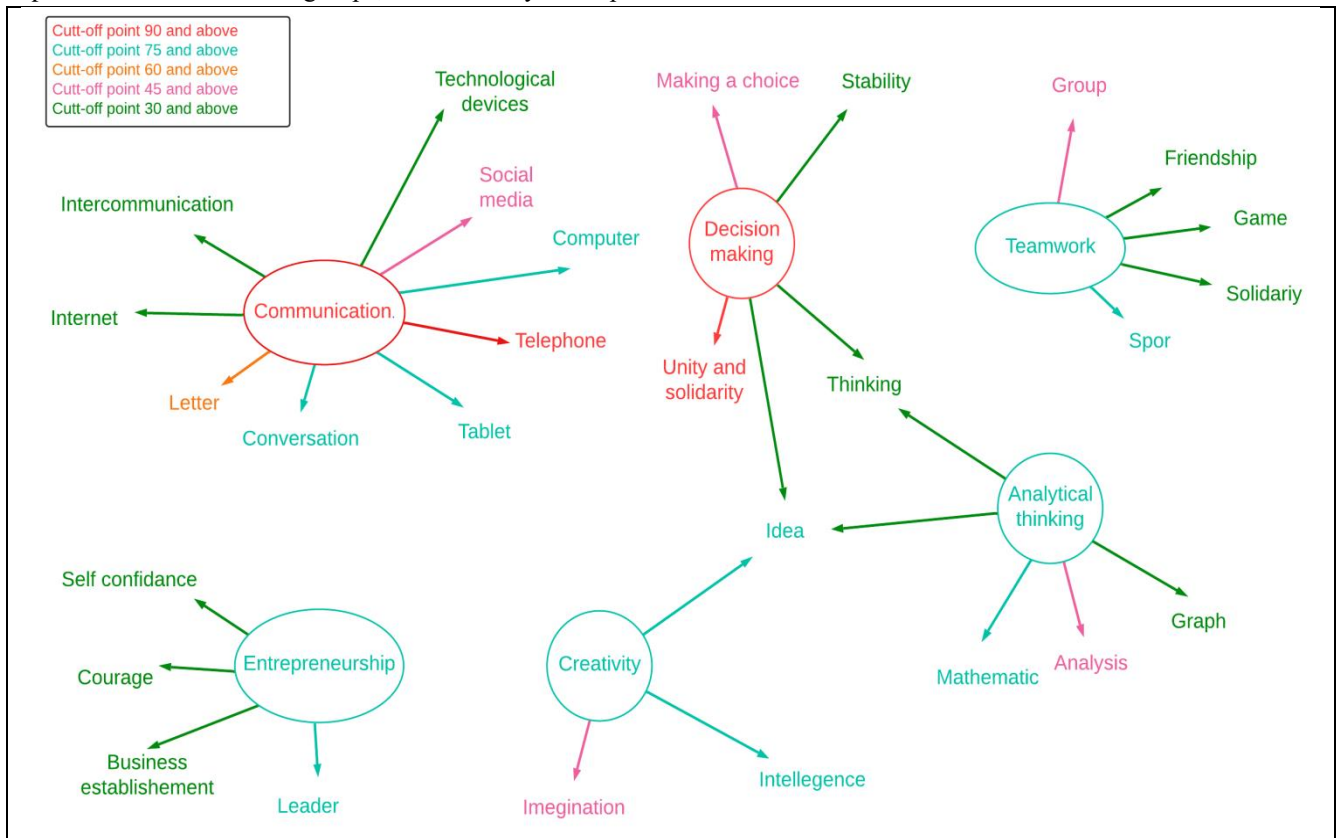 Cutt-off point 90 and above
Cutt-off point 75 and above
Cutt-off point 60 and above
Cutt-off point 45 and above
Cutt-off point 30 and above
Technological
devices
Social
media
Intercommunication
Computer
Communication.
Internet
Telephone
Letter
Conversation
Tablet
Making a choice
Stability
Decision
making
Unity and
solidarity
Thinking
Idea
Group
Friendship
Teamwork
Game
Solidariy
Spor
Analytical
thinking
Graph
Mathematic
Analysis
Self confidance
Entrepreneurship
Courage
Business
establishement
Leader
Creativity
Intellegence
Imegination